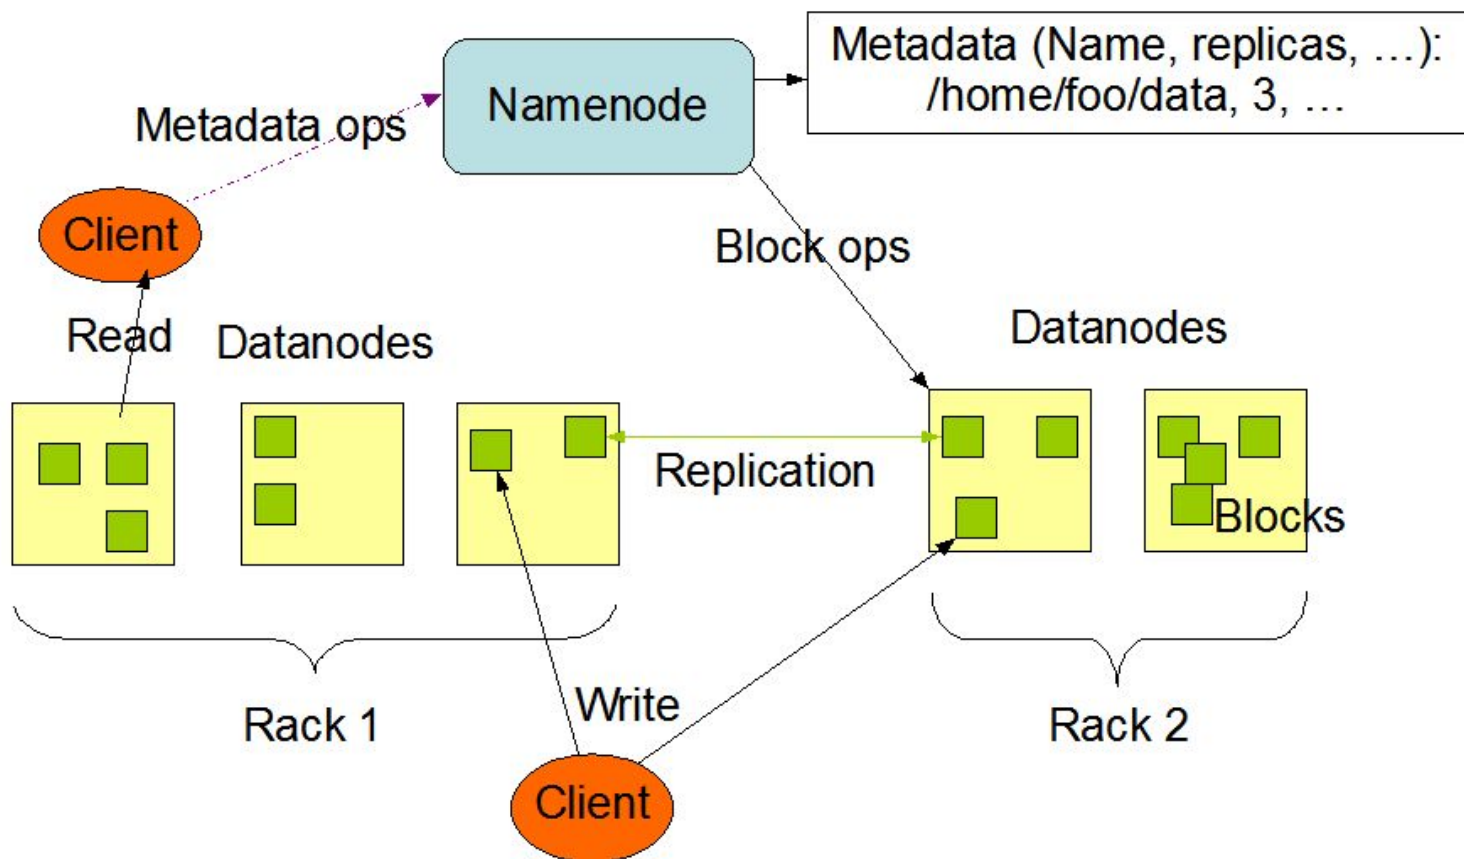 Metadata (Name, replicas, …):
/home/foo/data, 3, …
Namenode
Metadata ops
Client
Block ops
Read
Datanodes
Datanodes
Replication
Blocks
Rack 1
Write
Rack 2
Client